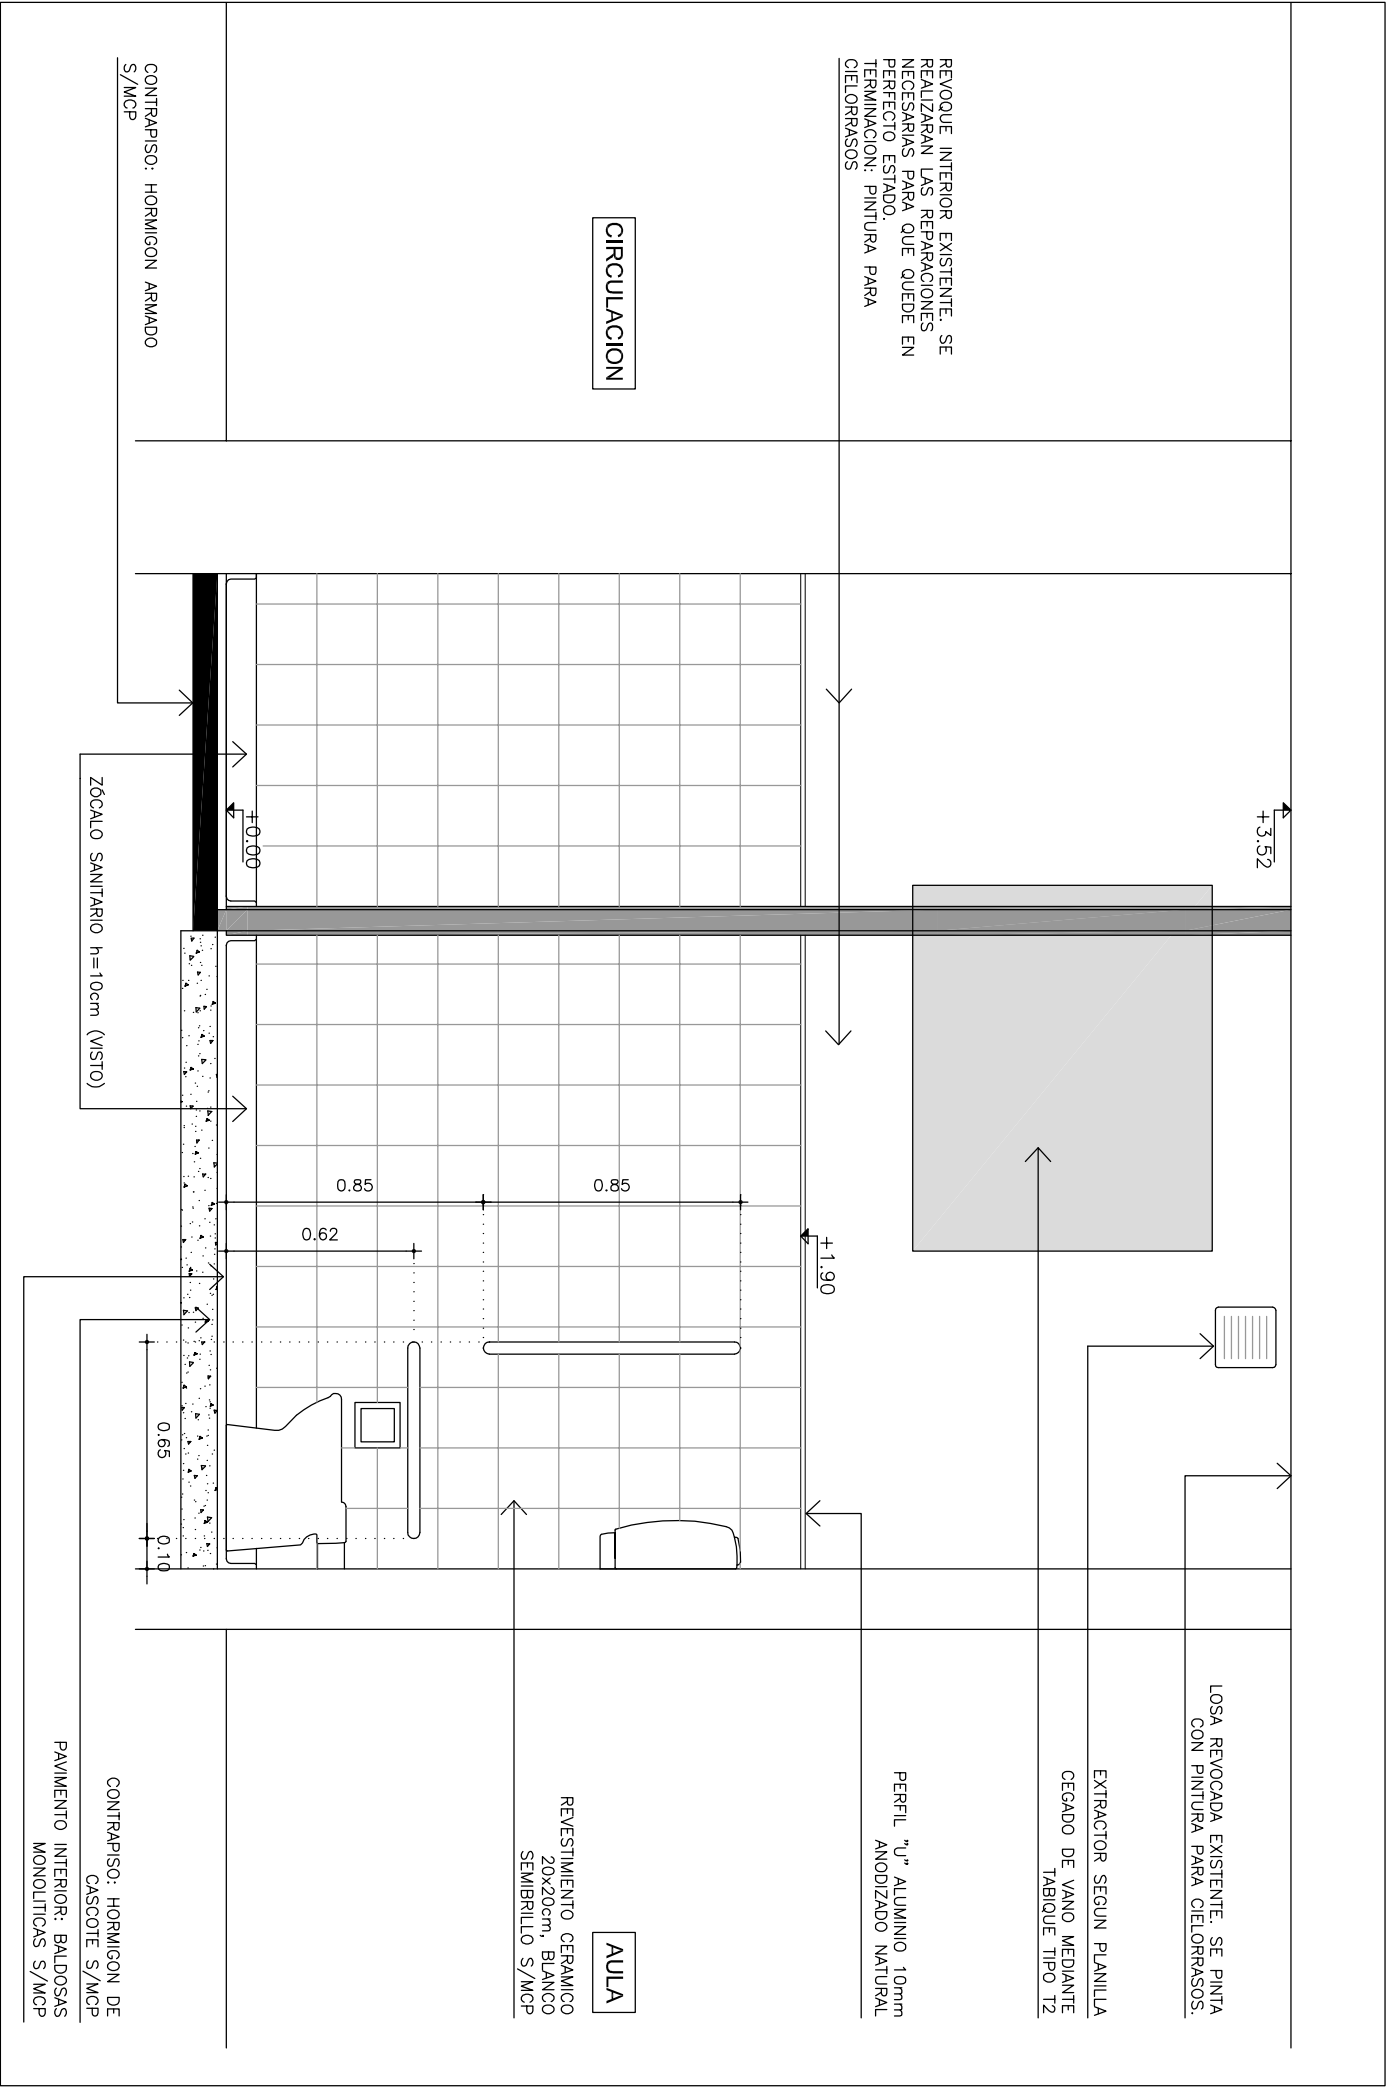 REVOQUE INTERIOR EXISTENTE. SE
REALIZARAN LAS REPARACIONES
NECESARIAS PARA QUE QUEDE EN
PERFECTO ESTADO.
TERMINACION: PINTURA PARA
CIELORRASOS
CIRCULACION
CONTRAPISO: HORMIGON ARMADO
S/MCP
+3.52
+0.00
ZÓCALO SANITARIO h=10cm (VISTO)
+1.90
0.85
0.85
0.62
0.65
0.10
LOSA REVOCADA EXISTENTE. SE PINTA
CON PINTURA PARA CIELORRASOS.
EXTRACTOR SEGUN PLANILLA
CEGADO DE VANO MEDIANTE
TABIQUE TIPO T2
PERFIL "U" ALUMINIO 10mm
ANODIZADO NATURAL
AULA
REVESTIMIENTO CERAMICO
20x20cm, BLANCO
SEMIBRILLO S/MCP
CONTRAPISO: HORMIGON DE
CASCOTE S/MCP
PAVIMENTO INTERIOR: BALDOSAS
MONOLITICAS S/MCP